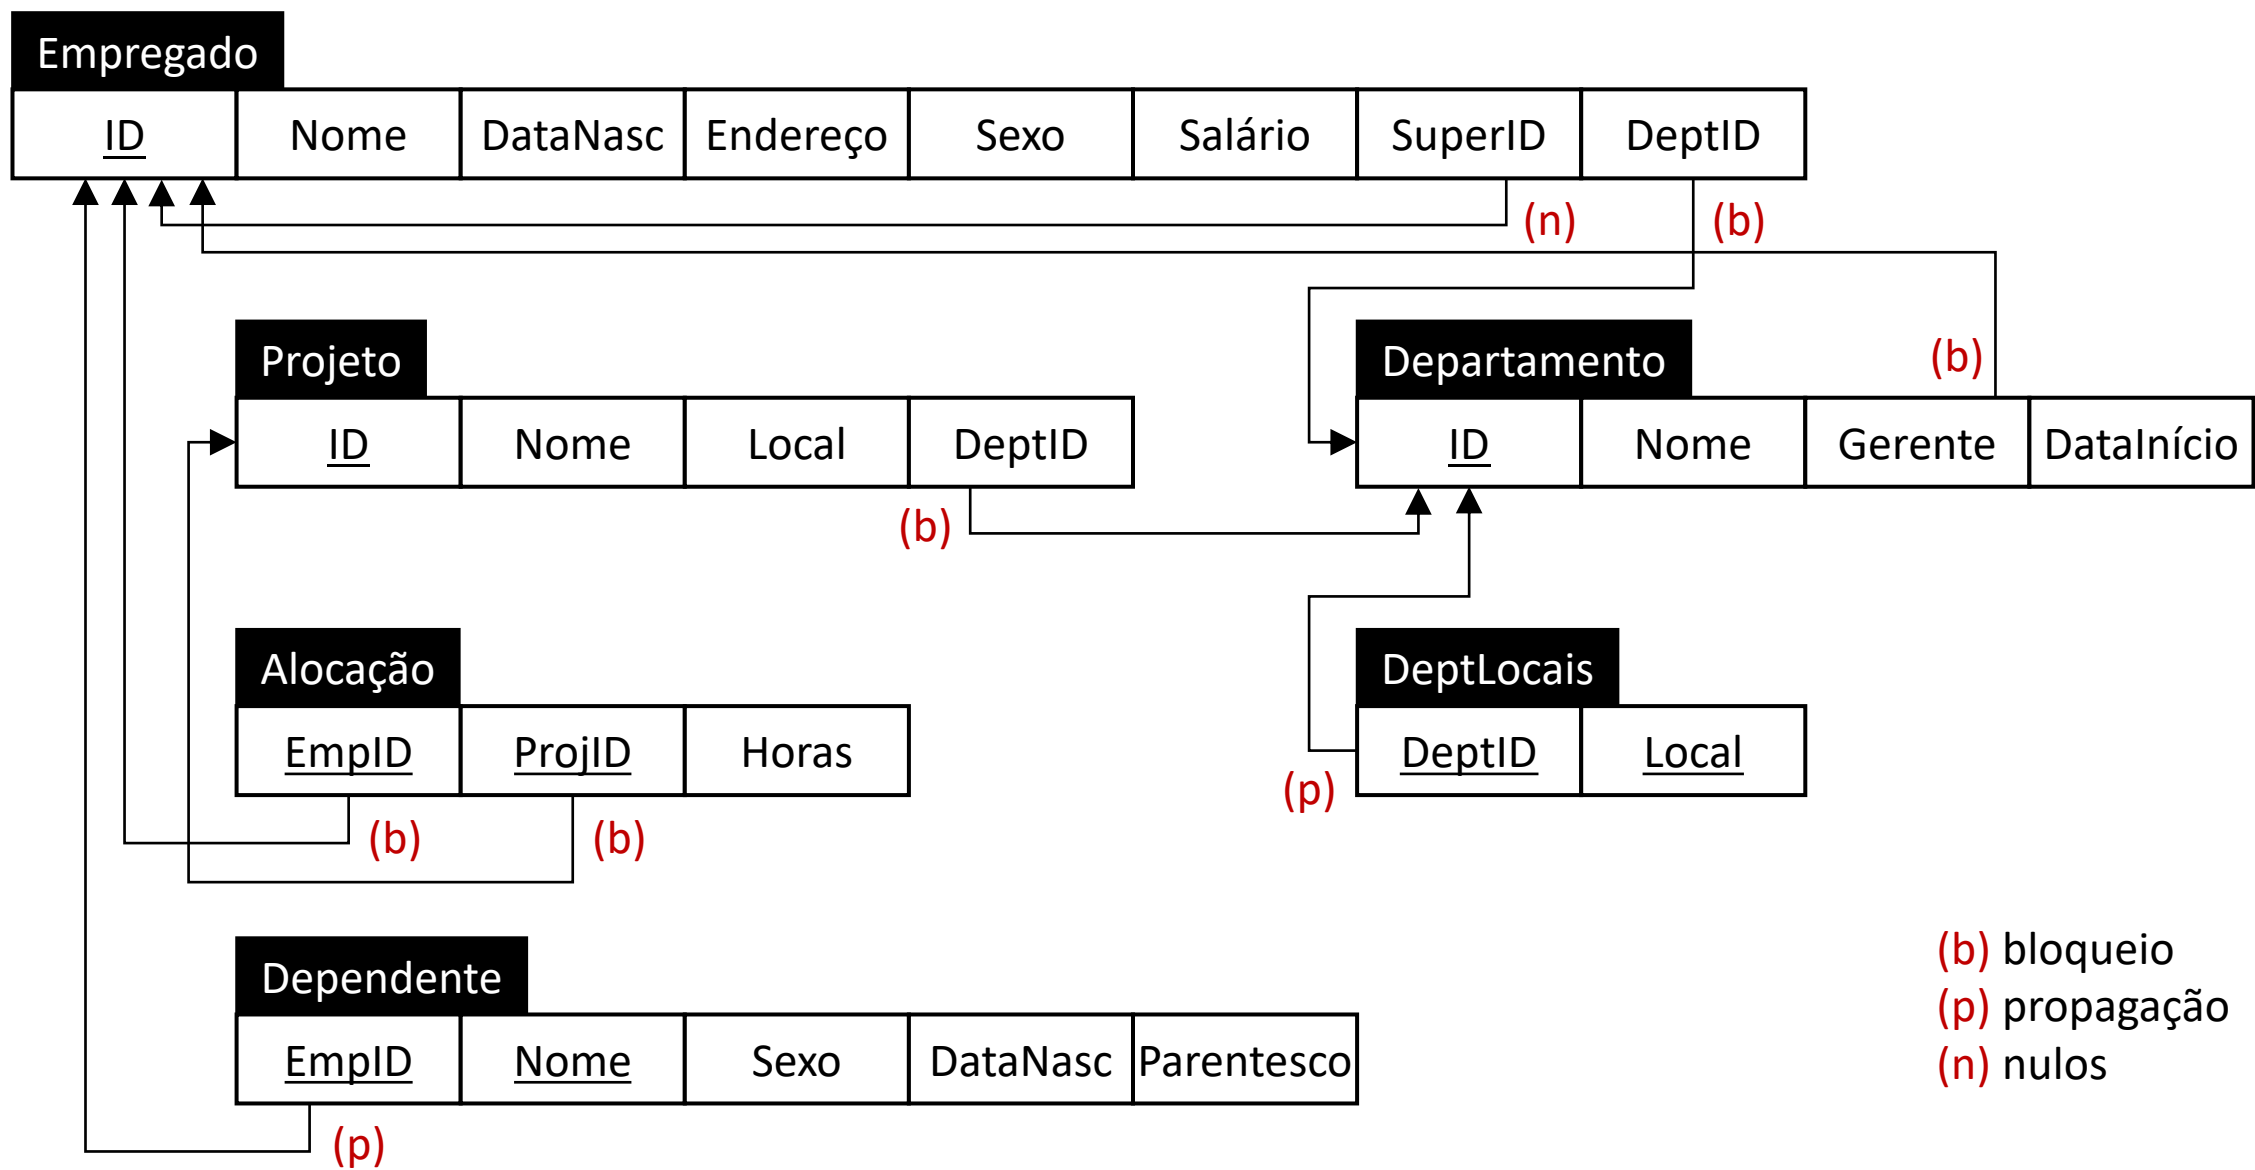 Empregado
ID Nome DataNasc Endereço Sexo Salário SuperID DeptID
(n) (b)
Projeto Departamento (b)
ID Nome Local DeptID ID Nome Gerente DataInício
(b)
Alocação DeptLocais
EmpID ProjID Horas DeptID Local
(p)
(b) (b)
Dependente
(b) bloqueio
(p) propagação
EmpID Nome Sexo DataNasc Parentesco
(n) nulos
(p)